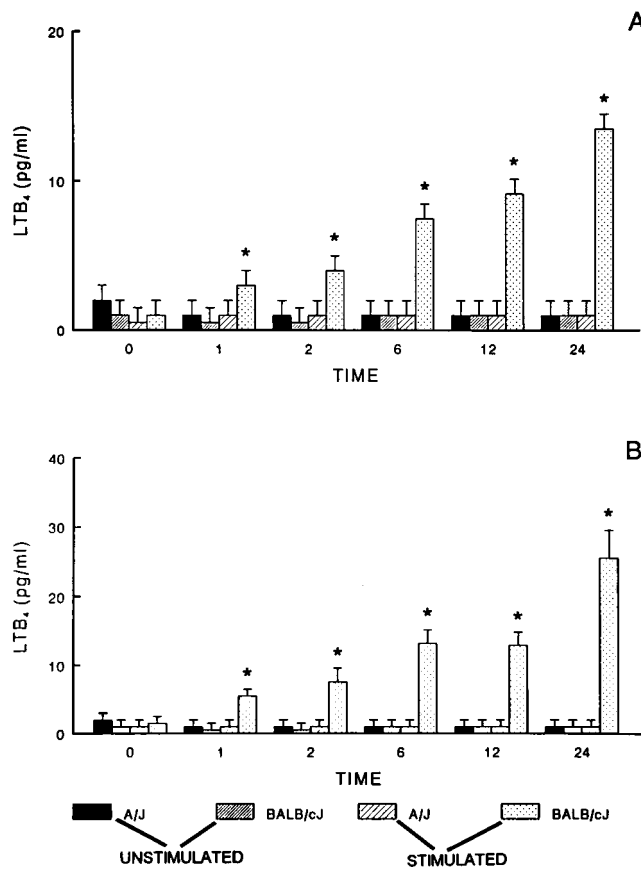 A
20
10
0
LTB₄ (pg/ml)
* * * * *
0 1 2 6 12 24
TIME
B
40
30
20
10
0
LTB₄ (pg/ml)
* * * * *
0 1 2 6 12 24
TIME
A/J BALB/cJ A/J BALB/cJ
UNSTIMULATED STIMULATED